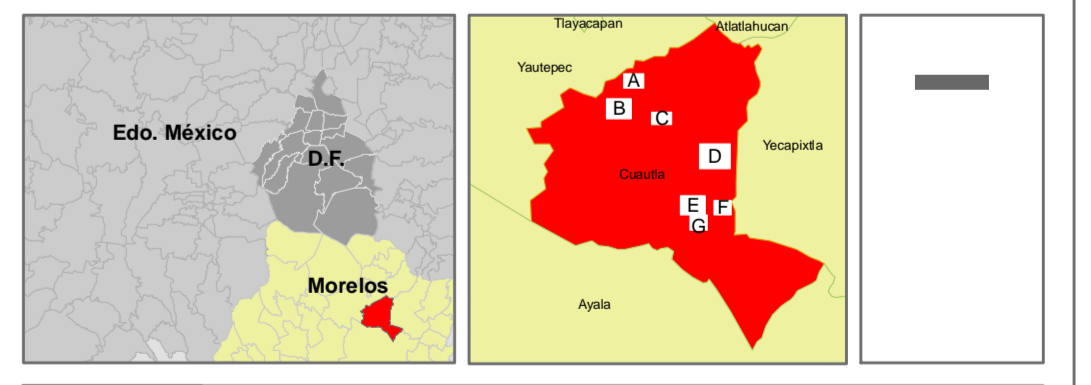 Edo. México
D.F.
Morelos
Tlayacapan
Atlatlahucan
Yautepec
A
B
C
Yecapixtla
D
Cuautla
E
F
G
Ayala